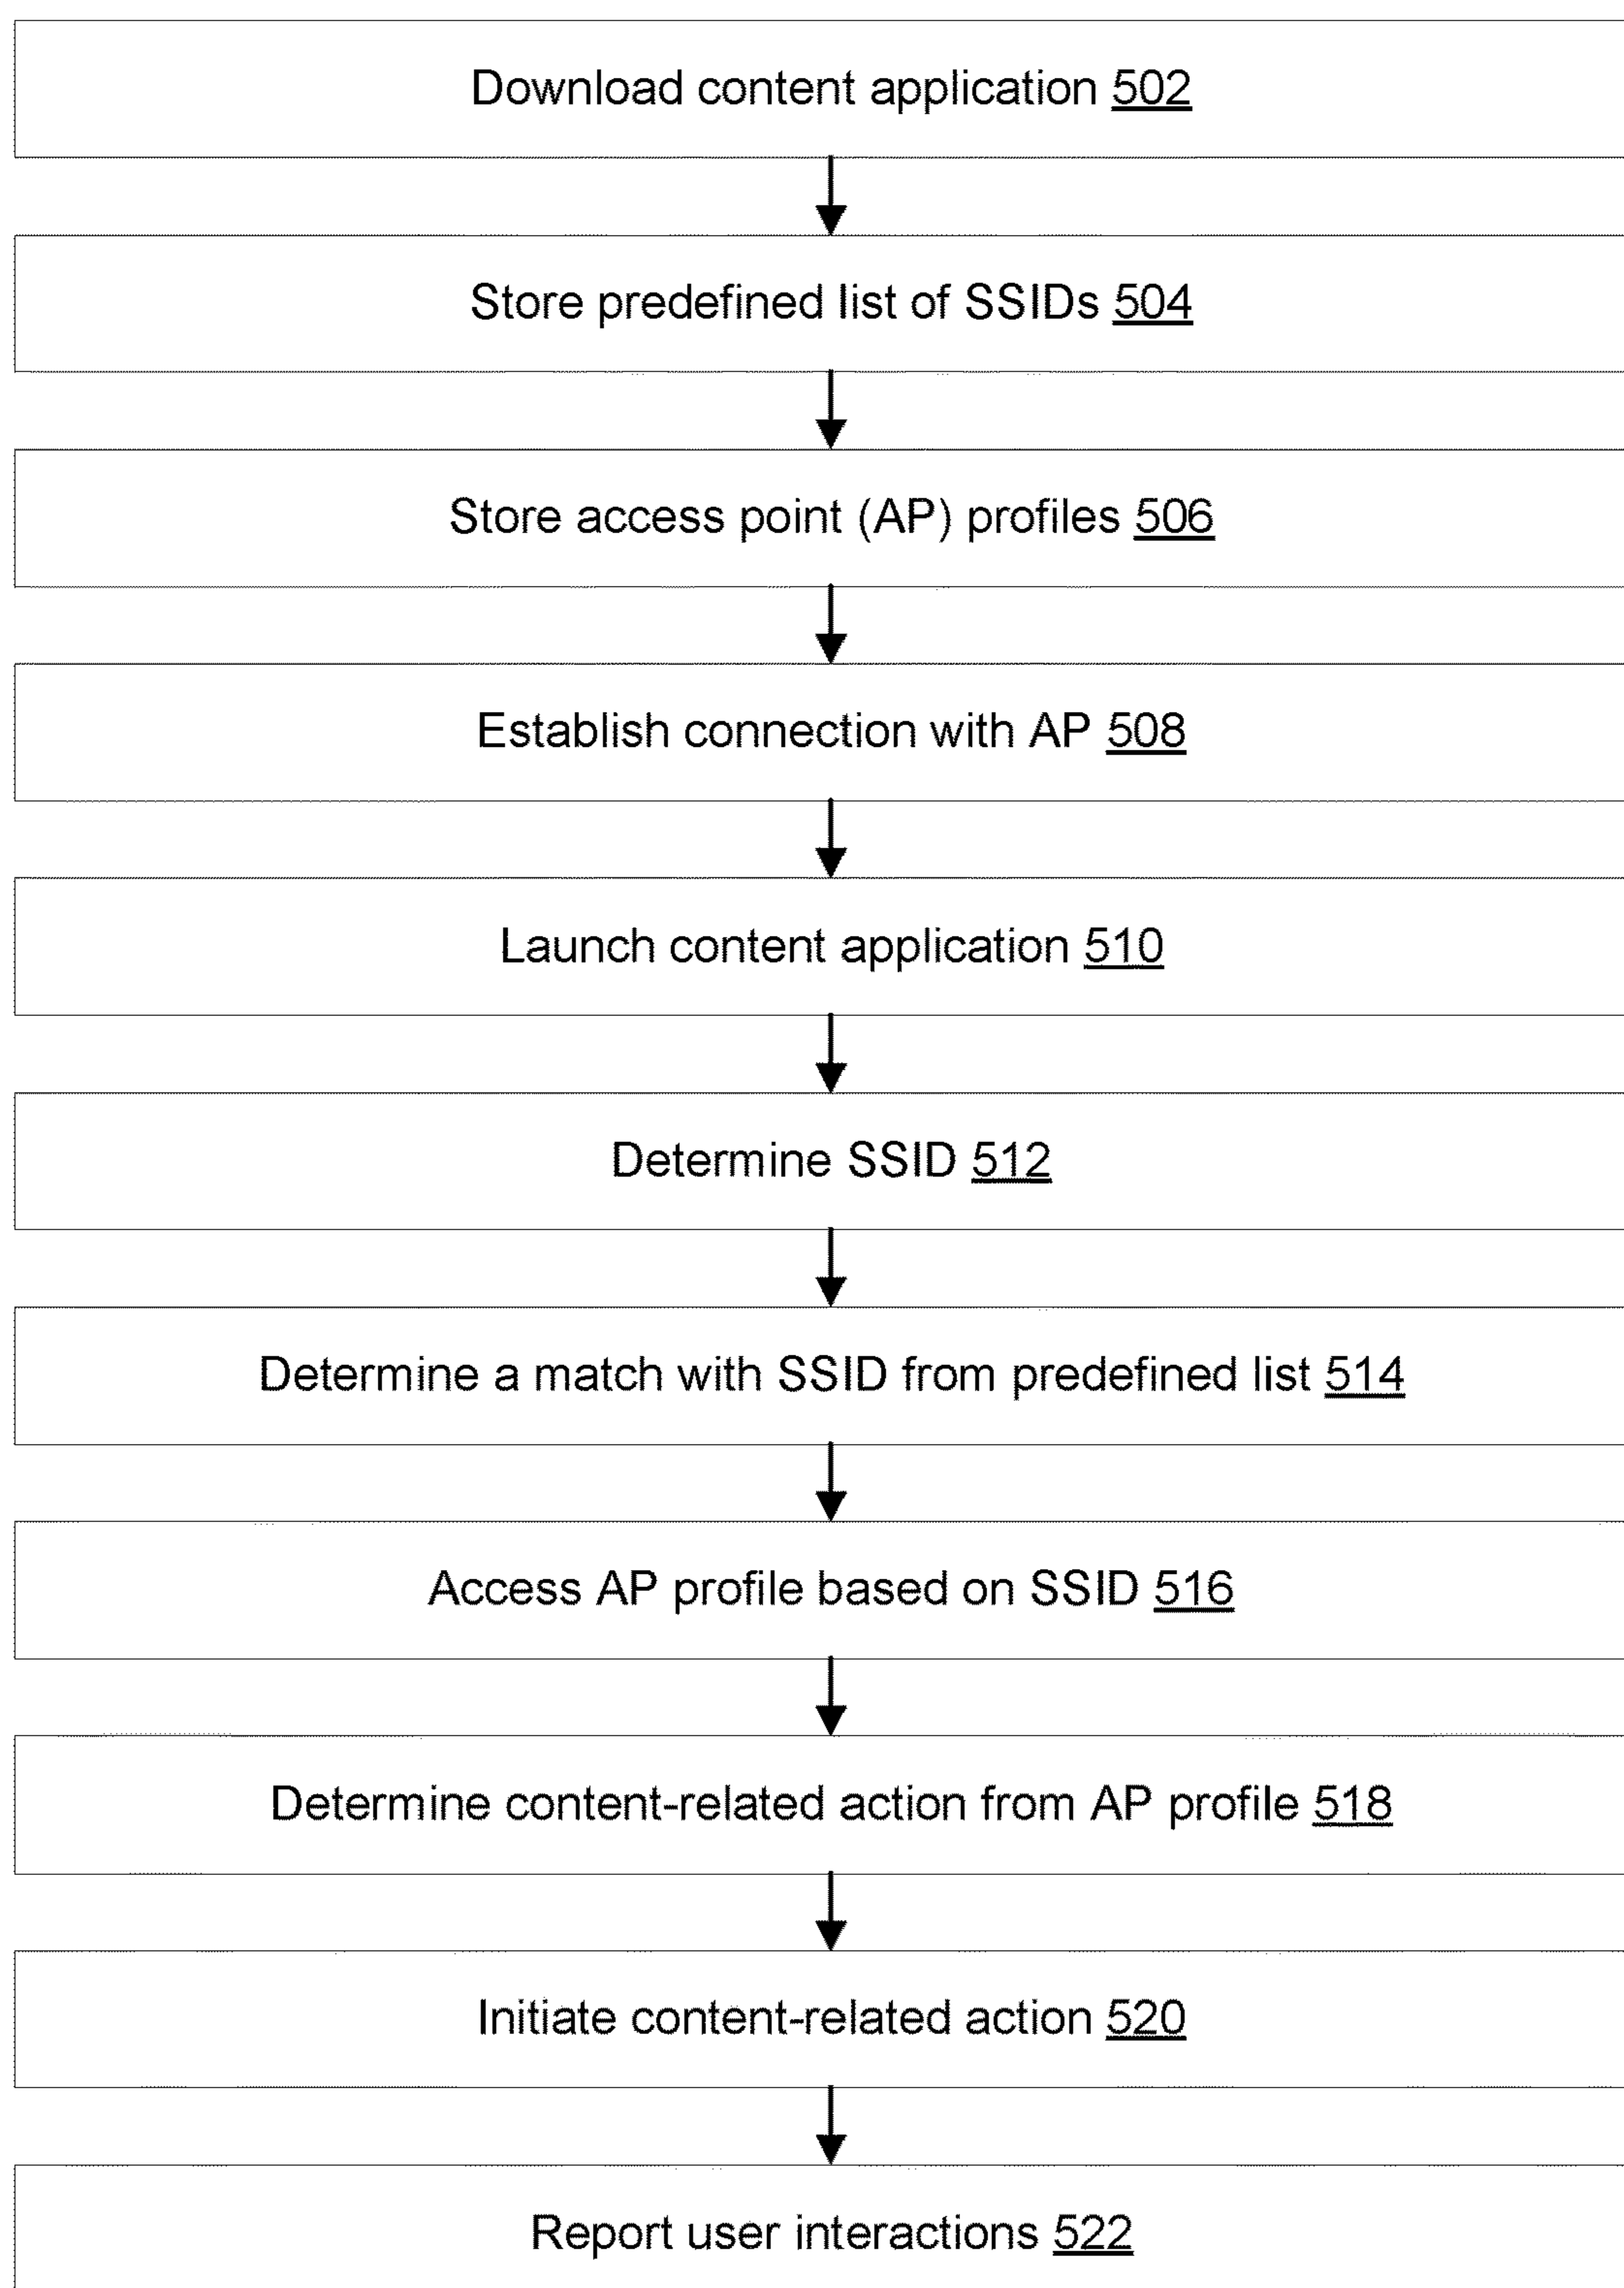 Download content application 502
Store predefined list of SSIDs 504
Store access point (AP) profiles 506
Establish connection with AP 508
Launch content application 510
Determine SSID 512
Determine a match with SSID from predefined list 514
Access AP profile based on SSID 516
Determine content-related action from AP profile 518
Initiate content-related action 520
Report user interactions 522